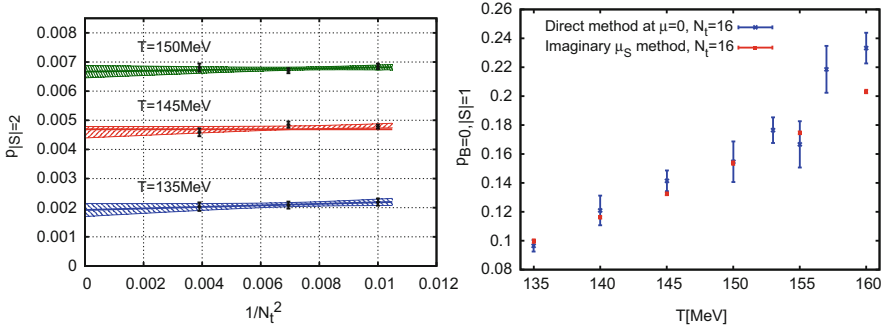 0.009
0.008
0.007
0.006
0.005
0.004
0.003
0.002
0.001
0
p|S|=2
T=150MeV
T=145MeV
T=135MeV
0 0.002 0.004 0.006 0.008 0.01 0.012
1/Nt2
0.26
0.24
0.22
0.2
0.18
0.16
0.14
0.12
0.1
0.08
pB=0,|S|=1
Direct method at μ=0, Nt=16
Imaginary μS method, Nt=16
135 140 145 150 155 160
T[MeV]